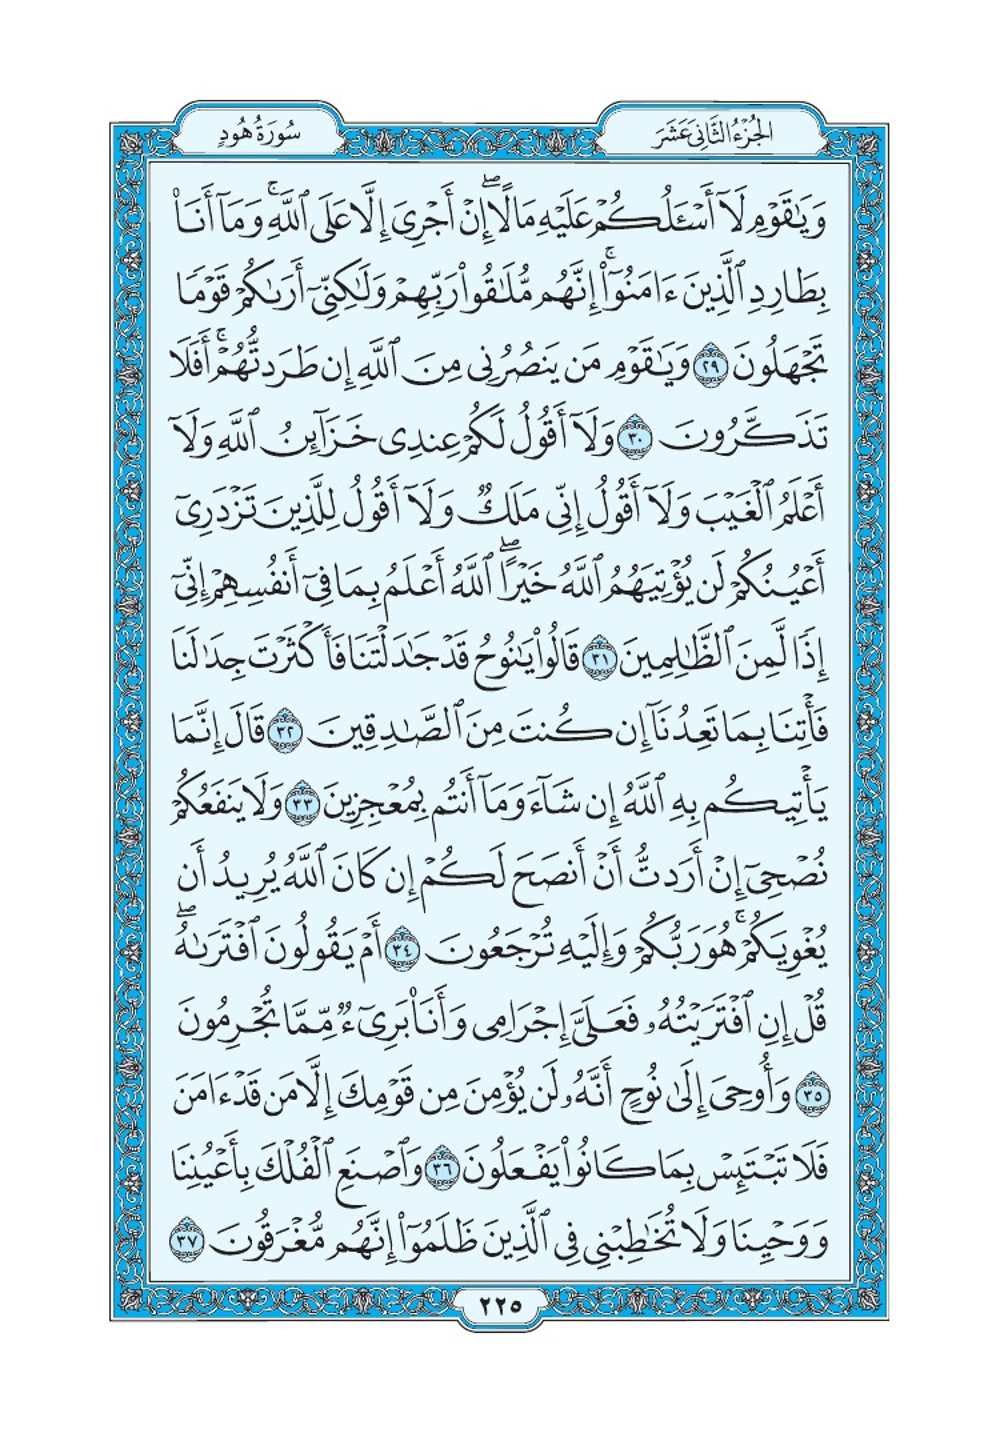 الجُزْءُ الثَّانِيَ عَشَرَ
سُورَةُ هُودٍ
وَيَٰقَوْمِ لَآ أَسْـَٔلُكُمْ عَلَيْهِ مَالًاۖ إِنْ أَجْرِيَ إِلَّا عَلَى ٱللَّهِۚ وَمَآ أَنَا۠
بِطَارِدِ ٱلَّذِينَ ءَامَنُوٓاْۚ إِنَّهُم مُّلَٰقُواْ رَبِّهِمْ وَلَٰكِنِّيٓ أَرَىٰكُمْ قَوْمٗا
تَجْهَلُونَ ٢٩ وَيَٰقَوْمِ مَن يَنصُرُنِي مِنَ ٱللَّهِ إِن طَرَدتُّهُمْۚ أَفَلَا
تَذَكَّرُونَ ٣٠ وَلَآ أَقُولُ لَكُمْ عِندِي خَزَآئِنُ ٱللَّهِ وَلَآ
أَعْلَمُ ٱلْغَيْبَ وَلَآ أَقُولُ إِنِّي مَلَكٞ وَلَآ أَقُولُ لِلَّذِينَ تَزْدَرِيٓ
أَعْيُنُكُمْ لَن يُؤْتِيَهُمُ ٱللَّهُ خَيْرًاۖ ٱللَّهُ أَعْلَمُ بِمَا فِيٓ أَنفُسِهِمْ إِنِّيٓ
إِذٗا لَّمِنَ ٱلظَّٰلِمِينَ ٣١ قَالُواْ يَٰنُوحُ قَدْ جَٰدَلْتَنَا فَأَكْثَرْتَ جِدَٰلَنَا
فَأْتِنَا بِمَا تَعِدُنَآ إِن كُنتَ مِنَ ٱلصَّٰدِقِينَ ٣٢ قَالَ إِنَّمَا
يَأْتِيكُم بِهِ ٱللَّهُ إِن شَآءَ وَمَآ أَنتُم بِمُعْجِزِينَ ٣٣ وَلَا يَنفَعُكُمْ
نُصْحِيٓ إِنْ أَرَدتُّ أَنْ أَنصَحَ لَكُمْ إِن كَانَ ٱللَّهُ يُرِيدُ أَن
يُغْوِيَكُمْۚ هُوَ رَبُّكُمْ وَإِلَيْهِ تُرْجَعُونَ ٣٤ أَمْ يَقُولُونَ ٱفْتَرَىٰهُۖ
قُلْ إِنِ ٱفْتَرَيْتُهُۥ فَعَلَيَّ إِجْرَامِي وَأَنَا۠ بَرِيٓءٞ مِّمَّا تُجْرِمُونَ
٣٥ وَأُوحِيَ إِلَىٰ نُوحٍ أَنَّهُۥ لَن يُؤْمِنَ مِن قَوْمِكَ إِلَّا مَن قَدْ ءَامَنَ
فَلَا تَبْتَئِسْ بِمَا كَانُواْ يَفْعَلُونَ ٣٦ وَٱصْنَعِ ٱلْفُلْكَ بِأَعْيُنِنَا
وَوَحْيِنَا وَلَا تُخَٰطِبْنِي فِي ٱلَّذِينَ ظَلَمُوٓاْ إِنَّهُم مُّغْرَقُونَ ٣٧
٢٢٥